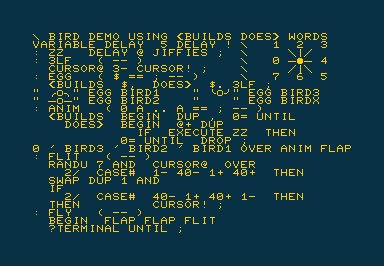 \ BIRD DEMO USING <BUILDS DOES> WORDS
VARIABLE DELAY  5 DELAY ! \   1  2  3
: ZZ   DELAY @ JIFFIES ;   \    \ | /
: 3LF   ( -- )             \   0 -●- 4
  CURSOR@ 3- CURSOR! ;     \    / | \
: EGG   ( $ == ; -- )      \   7  6  5
  <BUILDS $,  DOES>  $. 3LF ;
" ╭O╮" EGG BIRD1    " ╰O╯" EGG BIRD3
" ─O─" EGG BIRD2    "    " EGG BIRDX
: ANIM  ( 0 A .. A == ; -- )
  <BUILDS  BEGIN  DUP , 0= UNTIL
    DOES>  BEGIN  @+ DUP
             IF  EXECUTE ZZ  THEN
           0= UNTIL  DROP ;
0 ' BIRD3 ' BIRD2 ' BIRD1 OVER ANIM FLAP
: FLIT   ( -- )
  RANDU 7 AND  CURSOR@  OVER
    2/  CASE#  1- 40- 1+ 40+  THEN
  SWAP DUP 1 AND
  IF
    2/  CASE#  40- 1+ 40+ 1-  THEN
  THEN         CURSOR! ;
: FLY   ( -- )
  BEGIN  FLAP FLAP FLIT
  ?TERMINAL UNTIL ;